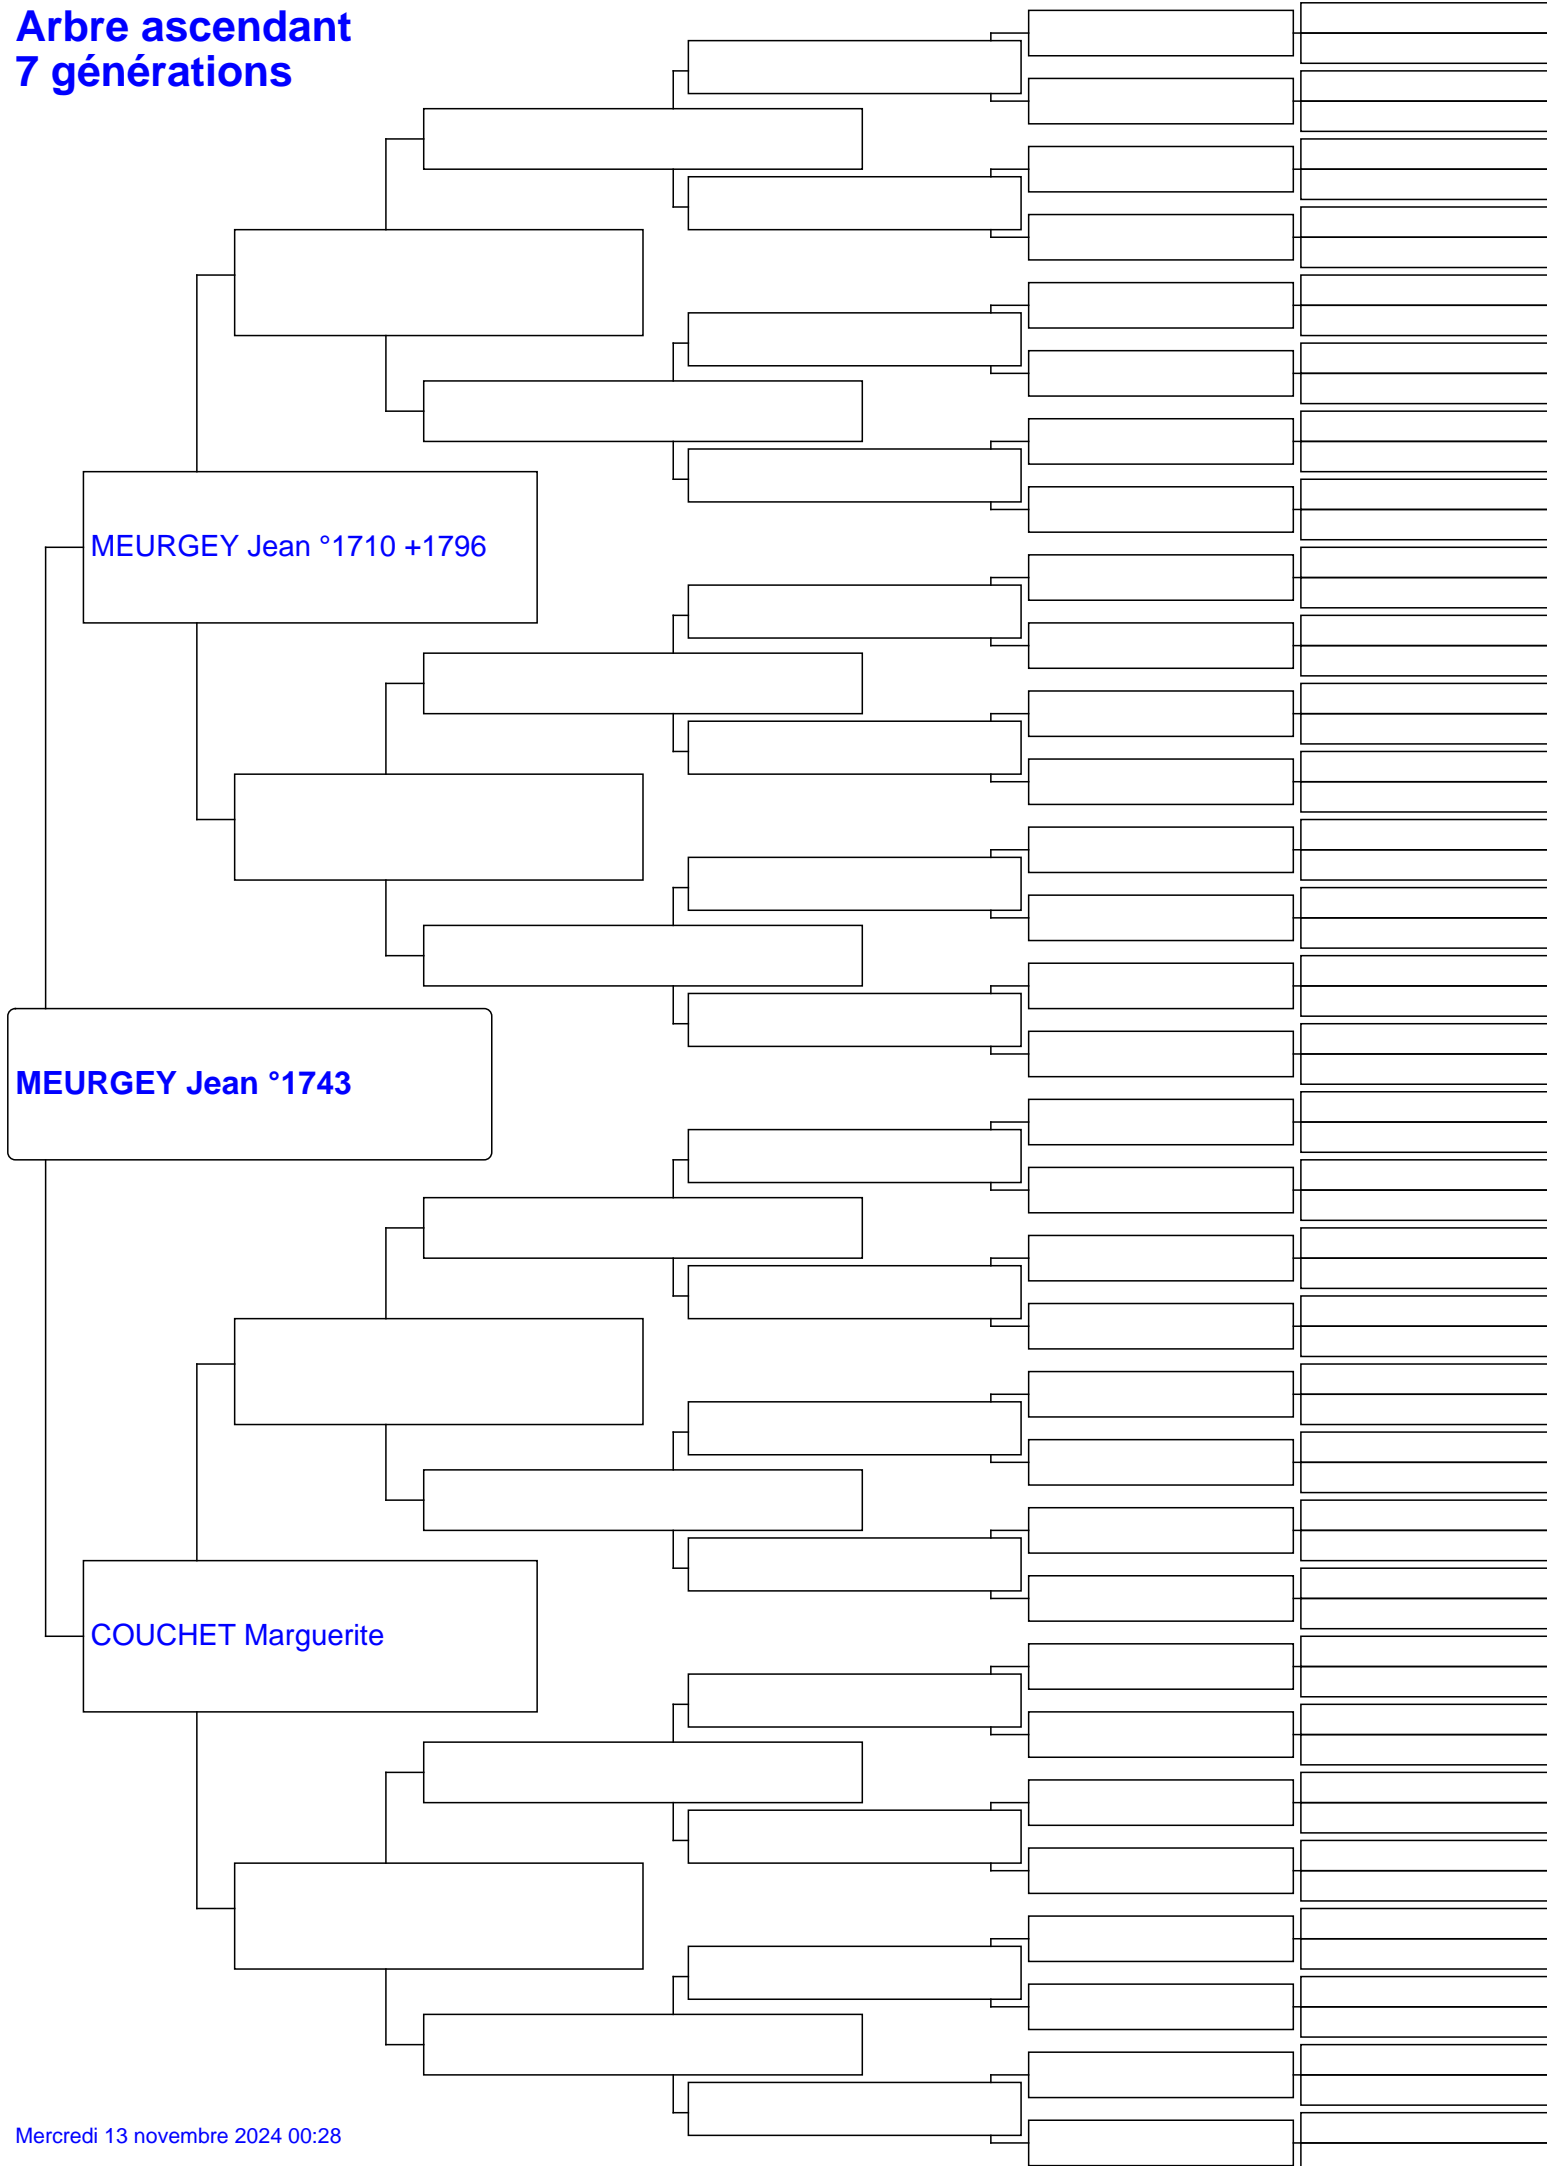 Arbre ascendant
7 générations
MEURGEY Jean °1710 +1796
MEURGEY Jean °1743
COUCHET Marguerite
Mercredi 13 novembre 2024 00:28